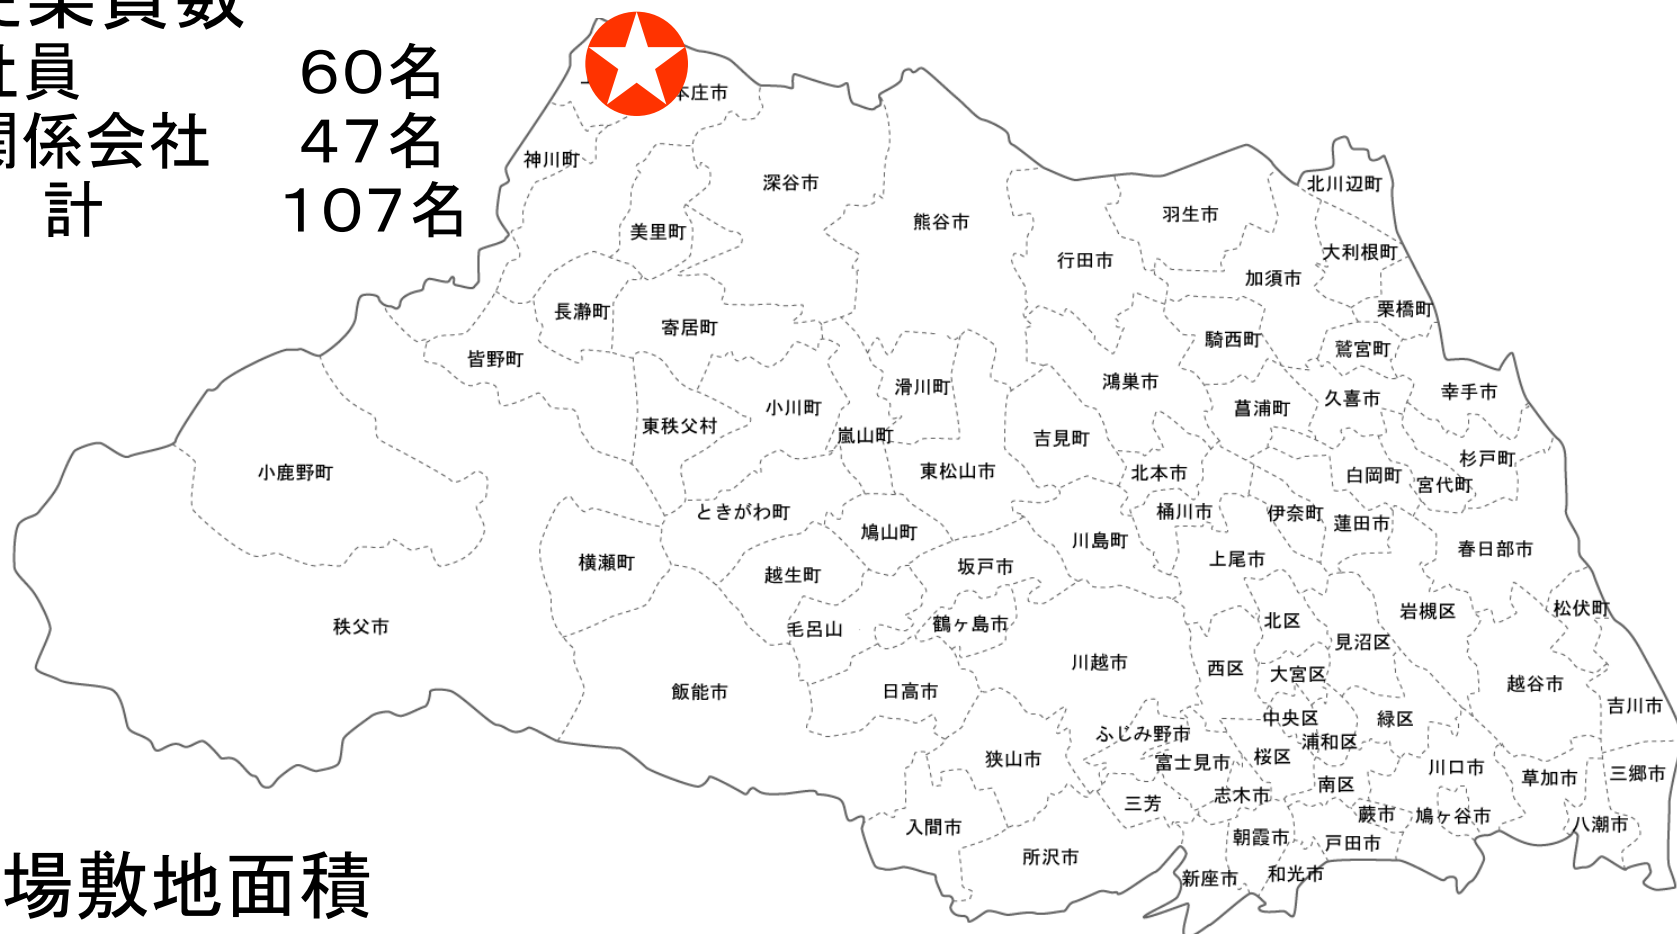 従業員数
社員 60名
関係会社 47名
計 107名
場敷地面積
本庄市
神川町
深谷市
美里町
熊谷市
北川辺町
羽生市
行田市
大利根町
加須市
長瀞町
栗橋町
寄居町
騎西町
鷲宮町
皆野町
鴻巣市
滑川町
幸手市
久喜市
小川町
菖蒲町
東秩父村
嵐山町
吉見町
杉戸町
小鹿野町
東松山市
北本市
白岡町
宮代町
ときがわ町
桶川市
伊奈町
蓮田市
鳩山町
川島町
春日部市
横瀬町
上尾市
坂戸市
越生町
松伏町
岩槻区
北区
鶴ヶ島市
秩父市
毛呂山
見沼区
川越市
西区
大宮区
越谷市
飯能市
日高市
吉川市
中央区
緑区
ふじみ野市
浦和区
狭山市
桜区
富士見市
川口市
三郷市
草加市
南区
志木市
三芳
蕨市
鳩ヶ谷市
八潮市
入間市
朝霞市
戸田市
所沢市
和光市
新座市